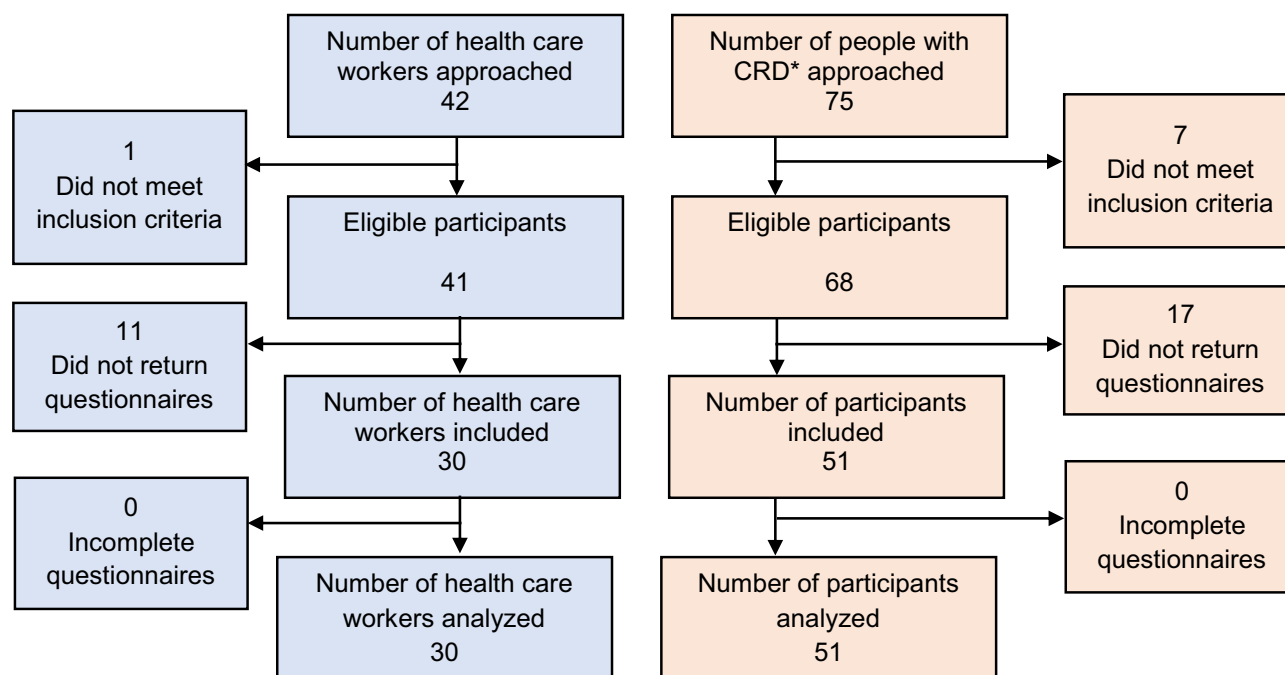 Number of health care
workers approached
42
Number of people with
CRD* approached
75
1
Did not meet
inclusion criteria
7
Did not meet
inclusion criteria
Eligible participants
41
Eligible participants
68
11
Did not return
questionnaires
17
Did not return
questionnaires
Number of health care
workers included
30
Number of participants
included
51
0
Incomplete
questionnaires
0
Incomplete
questionnaires
Number of health care
workers analyzed
30
Number of participants
analyzed
51